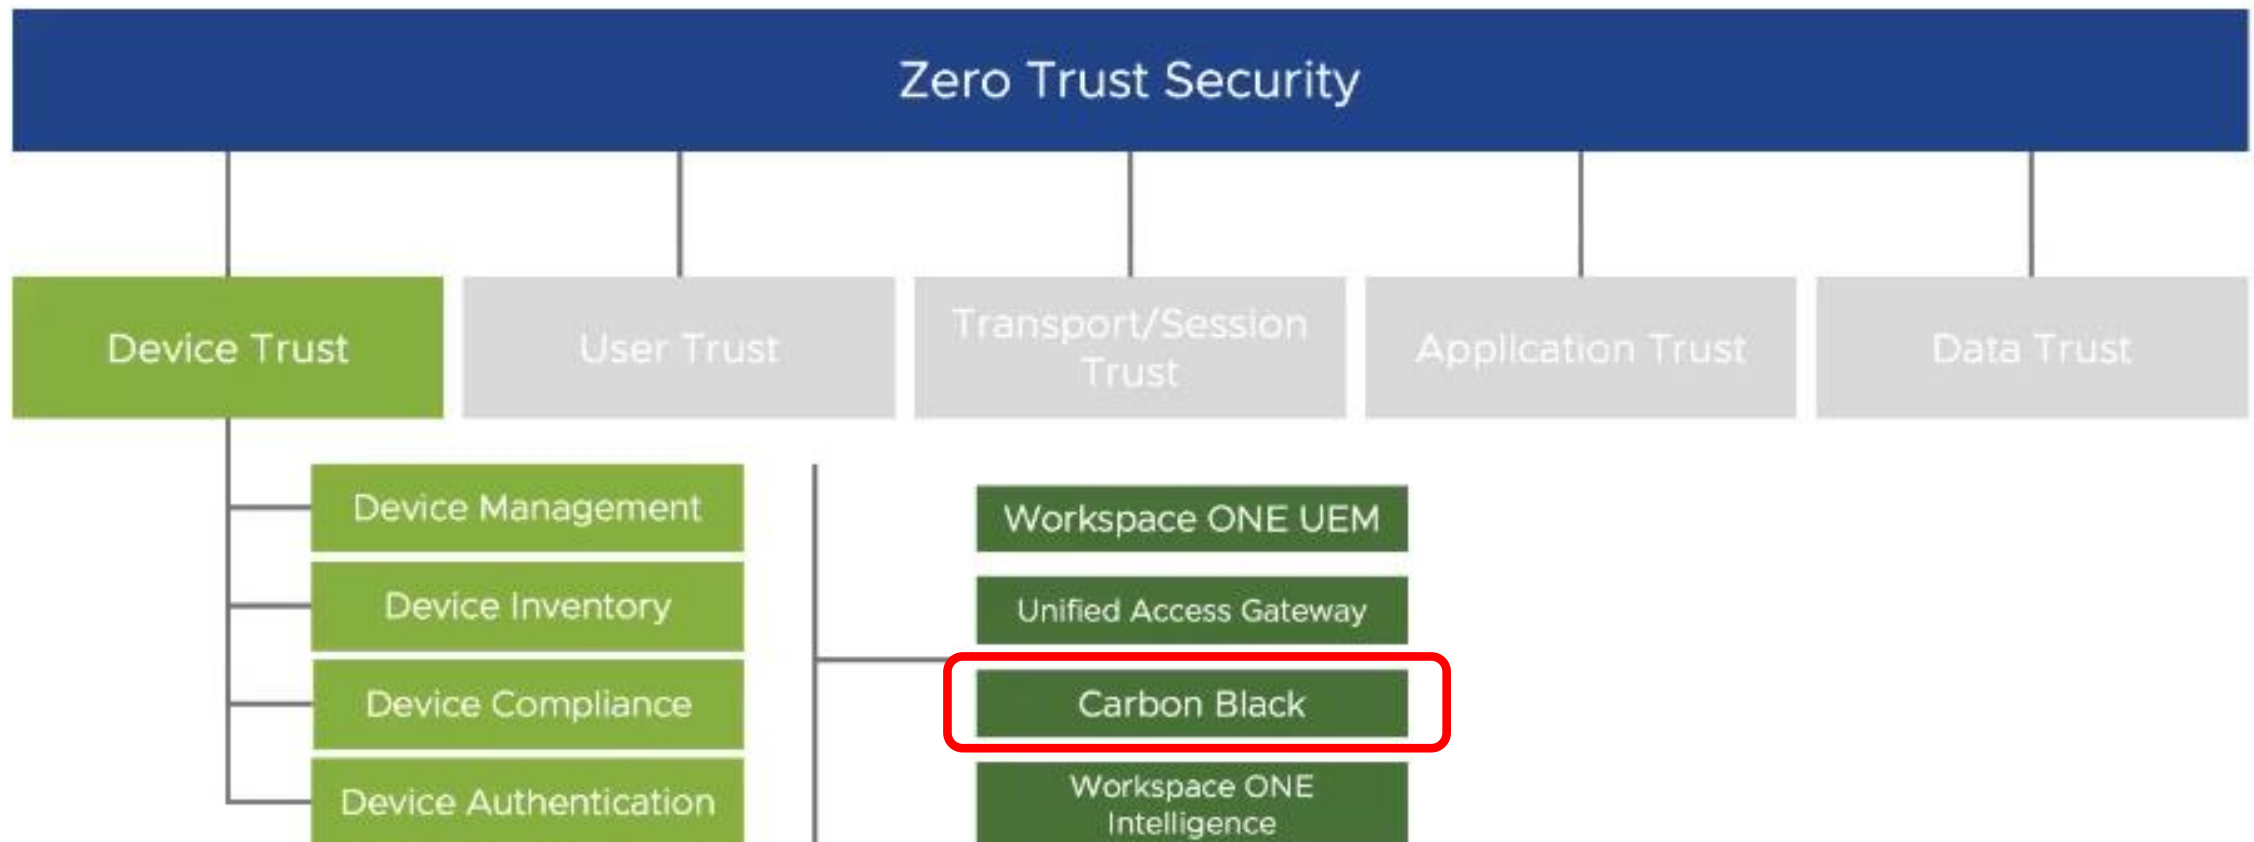 Zero Trust Security
Device Trust
User Trust
Transport/Session
Trust
Application Trust
Data Trust
Device Management
Device Inventory
Device Compliance
Device Authentication
Workspace ONE UEM
Unified Access Gateway
Carbon Black
Workspace ONE
Intelligence